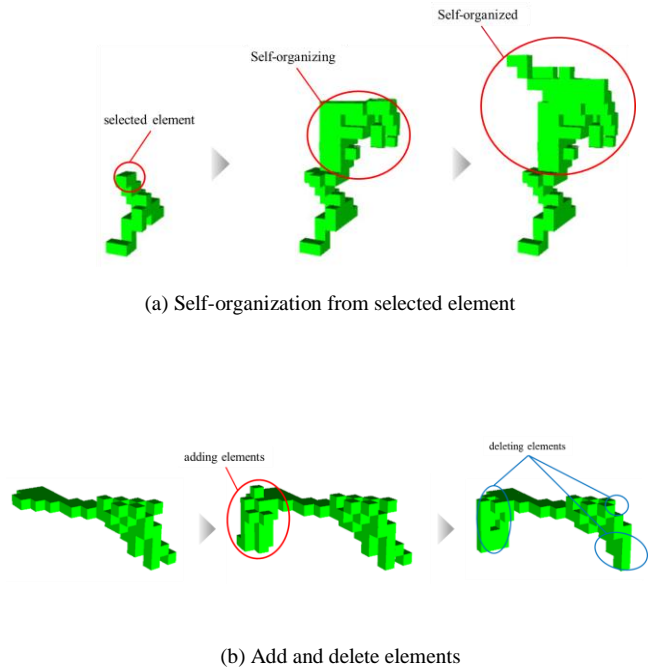 Self-organized
Self-organizing
selected element
(a) Self-organization from selected element
adding elements
deleting elements
(b) Add and delete elements